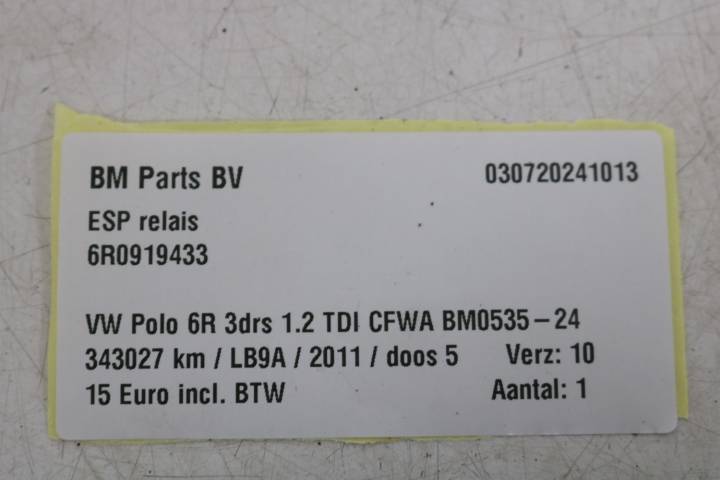 BM Parts BV 030720241013
ESP relais
6R0919433
VW Polo 6R 3drs 1.2 TDI CFWA BM0535-24
343027 km / LB9A / 2011 / doos 5 Verz: 10
15 Euro incl. BTW Aantal: 1